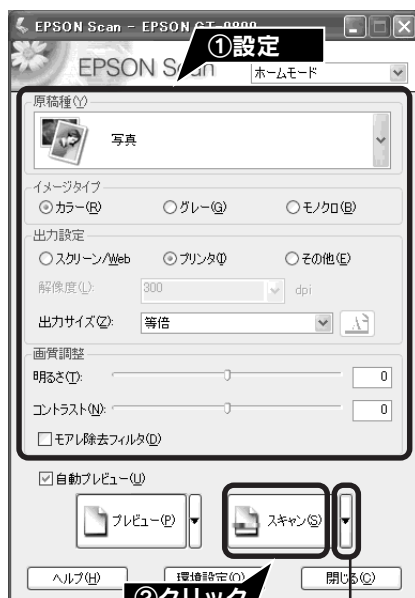 EPSON Scan - EPSON GT-9800
①設定
EPSON Scan
ホームモード
原稿種(Y)
写真
イメージタイプ
カラー(R) グレー(G) モノクロ(B)
出力設定
スクリーン/Web プリンタ(I) その他(E)
解像度(L): 300 dpi
出力サイズ(Z): 等倍
画質調整
明るさ(T): 0
コントラスト(N): 0
モアレ除去フィルタ(D)
自動プレビュー(U)
プレビュー(P) スキャン(S)
ヘルプ(H) 環境設定(O) 閉じる(C)
②クリック